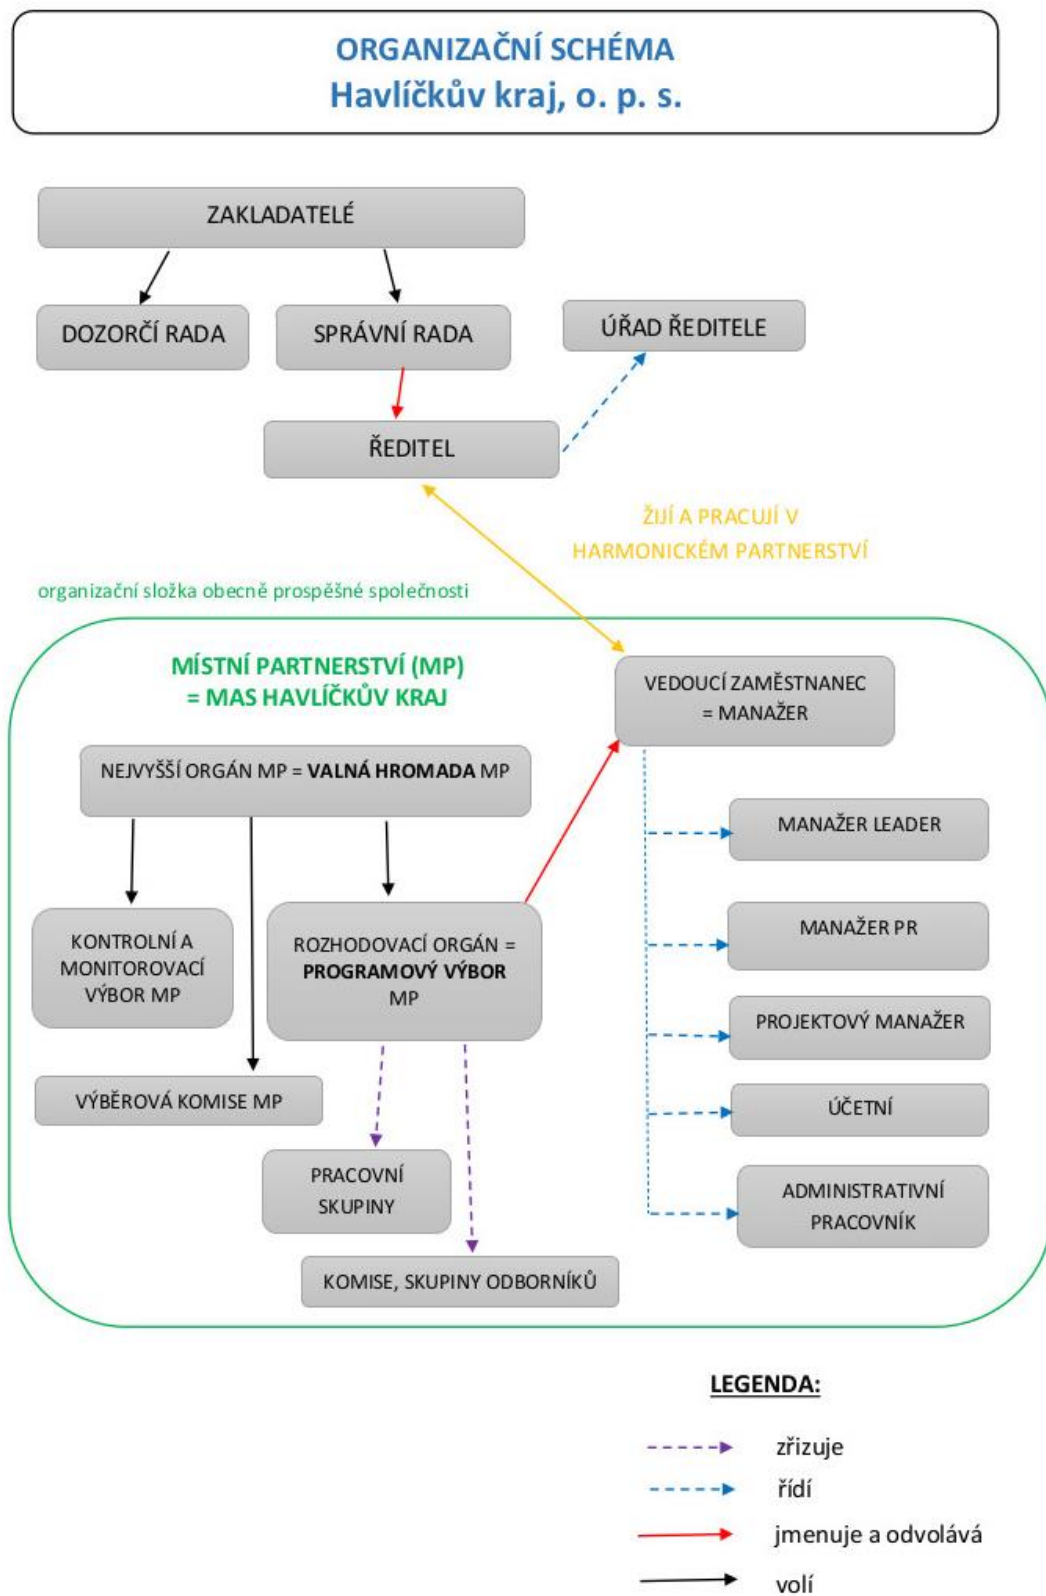 ORGANIZAČNÍ SCHÉMA
Havlíčkův kraj, o. p. s.
ZAKLADATELÉ
DOZORČÍ RADA
SPRÁVNÍ RADA
ÚŘAD ŘEDITELE
ŘEDITEL
ŽIJÍ A PRACUJÍ V
HARMONICKÉM PARTNERSTVÍ
organizační složka obecně prospěšné společnosti
MÍSTNÍ PARTNERSTVÍ (MP)
= MAS HAVLÍČKŮV KRAJ
VEDOUCÍ ZAMĚSTNANEC
= MANAŽER
NEJVYŠŠÍ ORGÁN MP = VALNÁ HROMADA MP
MANAŽER LEADER
KONTROLNÍ A
MONITOROVACÍ
VÝBOR MP
ROZHODOVACÍ ORGÁN =
PROGRAMOVÝ VÝBOR
MP
MANAŽER PR
PROJEKTOVÝ MANAŽER
VÝBĚROVÁ KOMISE MP
ÚČETNÍ
PRACOVNÍ
SKUPINY
ADMINISTRATIVNÍ
PRACOVNÍK
KOMISE, SKUPINY ODBORNÍKŮ
LEGENDA:
zřizuje
řídí
jmenuje a odvolává
volí